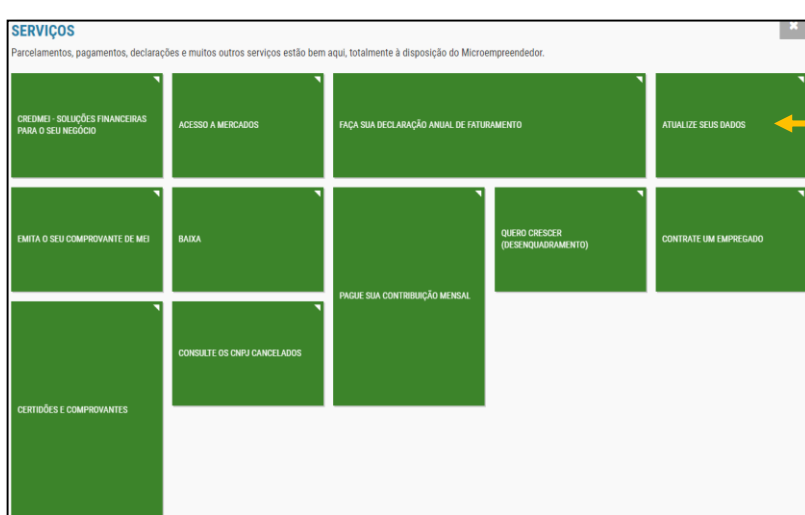 SERVIÇOS
Parcelamentos, pagamentos, declarações e muitos outros serviços estão bem aqui, totalmente à disposição do Microempreendedor.
CREDMEI - SOLUÇÕES FINANCEIRAS
PARA O SEU NEGÓCIO
ACESSO A MERCADOS
FAÇA SUA DECLARAÇÃO ANUAL DE FATURAMENTO
ATUALIZE SEUS DADOS
EMITA O SEU COMPROVANTE DE MEI
BAIXA
PAGUE SUA CONTRIBUIÇÃO MENSAL
QUERO CRESCER
(DESENQUADRAMENTO)
CONTRATE UM EMPREGADO
CERTIDÕES E COMPROVANTES
CONSULTE OS CNPJ CANCELADOS